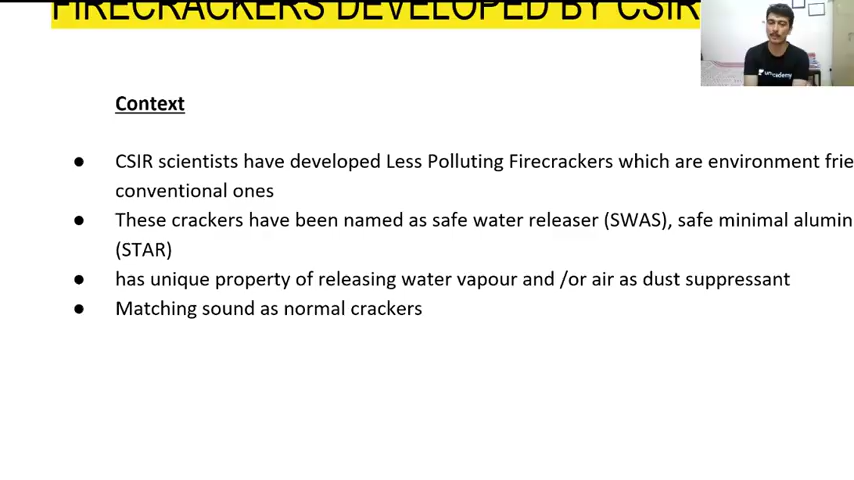 FIRECRACKERS DEVELOPED BY CSIR
Context
● CSIR scientists have developed Less Polluting Firecrackers which are environment frie
conventional ones
● These crackers have been named as safe water releaser (SWAS), safe minimal alumin
(STAR)
● has unique property of releasing water vapour and /or air as dust suppressant
● Matching sound as normal crackers
unacademy